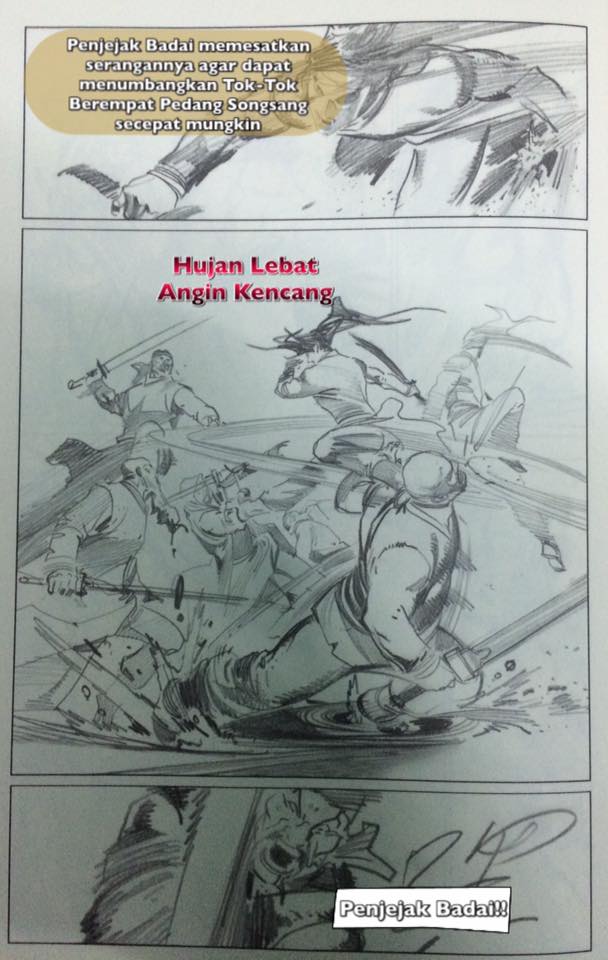 Penjejak Badai memesatkan
serangannya agar dapat
menumbangkan Tok-Tok
Berempat Pedang Songsang
secepat mungkin
Hujan Lebat
Angin Kencang
Penjejak Badai!!